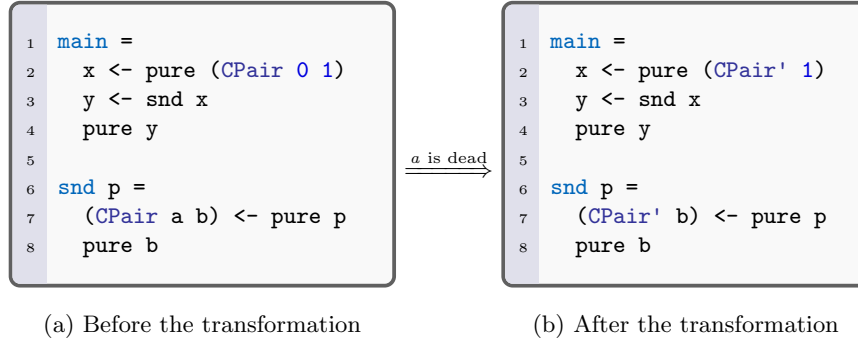 1 main =
2 x <- pure (CPair 0 1)
3 y <- snd x
4 pure y
5
6 snd p =
7 (CPair a b) <- pure p
8 pure b
a is dead
1 main =
2 x <- pure (CPair' 1)
3 y <- snd x
4 pure y
5
6 snd p =
7 (CPair' b) <- pure p
8 pure b
(a) Before the transformation
(b) After the transformation